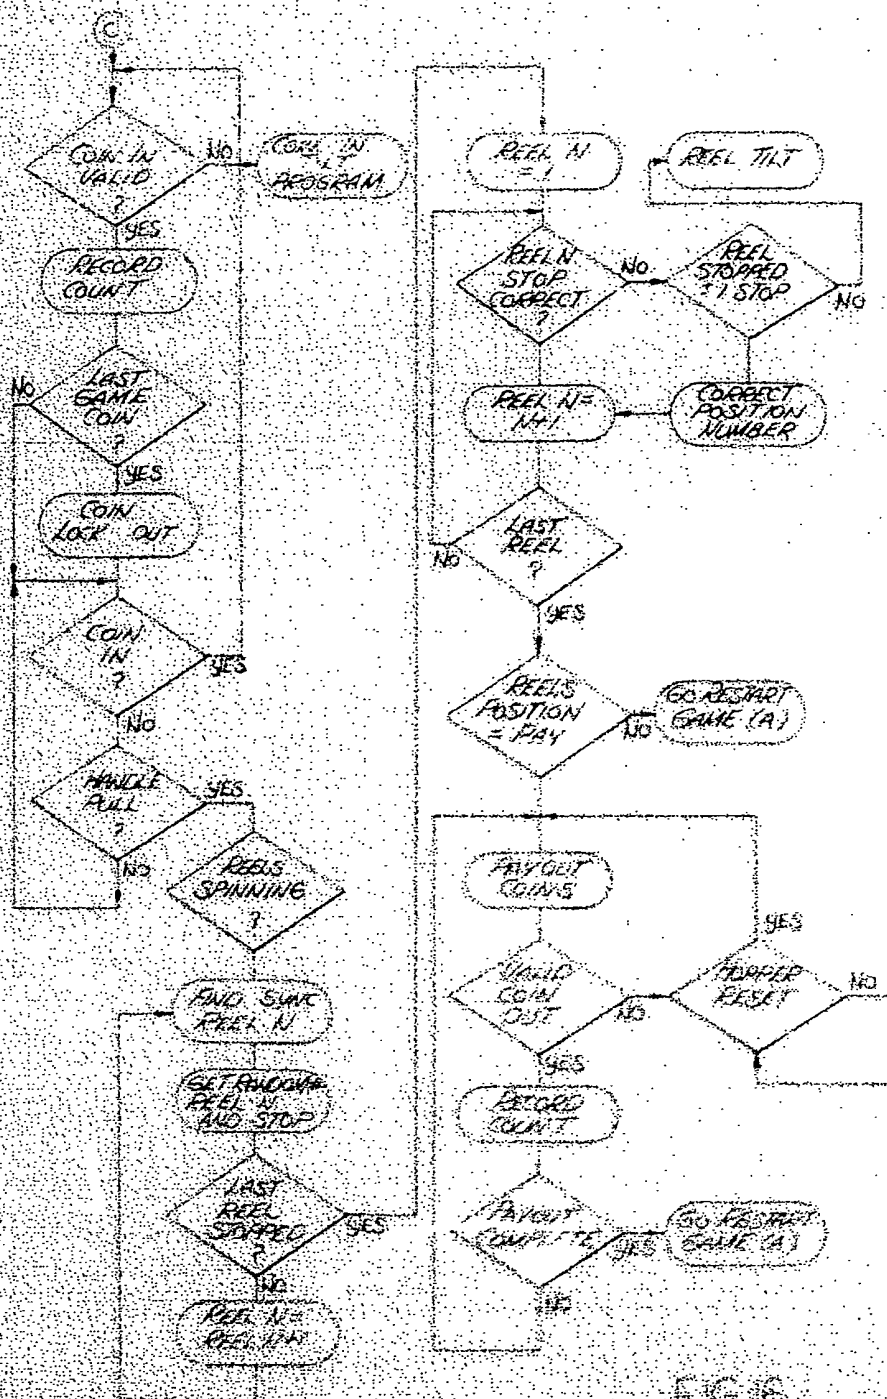 C
COIN IN
VALID
?
NO
YES
COIN IN
PROGRAM
RECORD
COUNT
LAST
GAME
COIN
?
NO
YES
COIN
LOCK OUT
COIN
IN
?
YES
NO
HANDLE
PULL
?
YES
NO
REELS
SPINNING
?
FIND SYNC
REEL N
GET
REEL N
AND STOP
LAST
REEL
STOPPED
?
YES
NO
REEL N=
REEL
REEL N
= 1
REEL TILT
REEL N
STOP
CORRECT
?
NO
REEL
STOPPED
±1 STOP
NO
REEL N=
N+1
CORRECT
POSITION
NUMBER
LAST
REEL
?
NO
YES
REELS
POSITION
= PAY
NO
GO RESTART
GAME (A)
PAYOUT
COINS
VALID
COIN
OUT
NO
YES
HOPPER
RESET
YES
NO
RECORD
COUNT
PAYOUT
COMPLETE
YES
NO
GO RESTART
GAME (A)